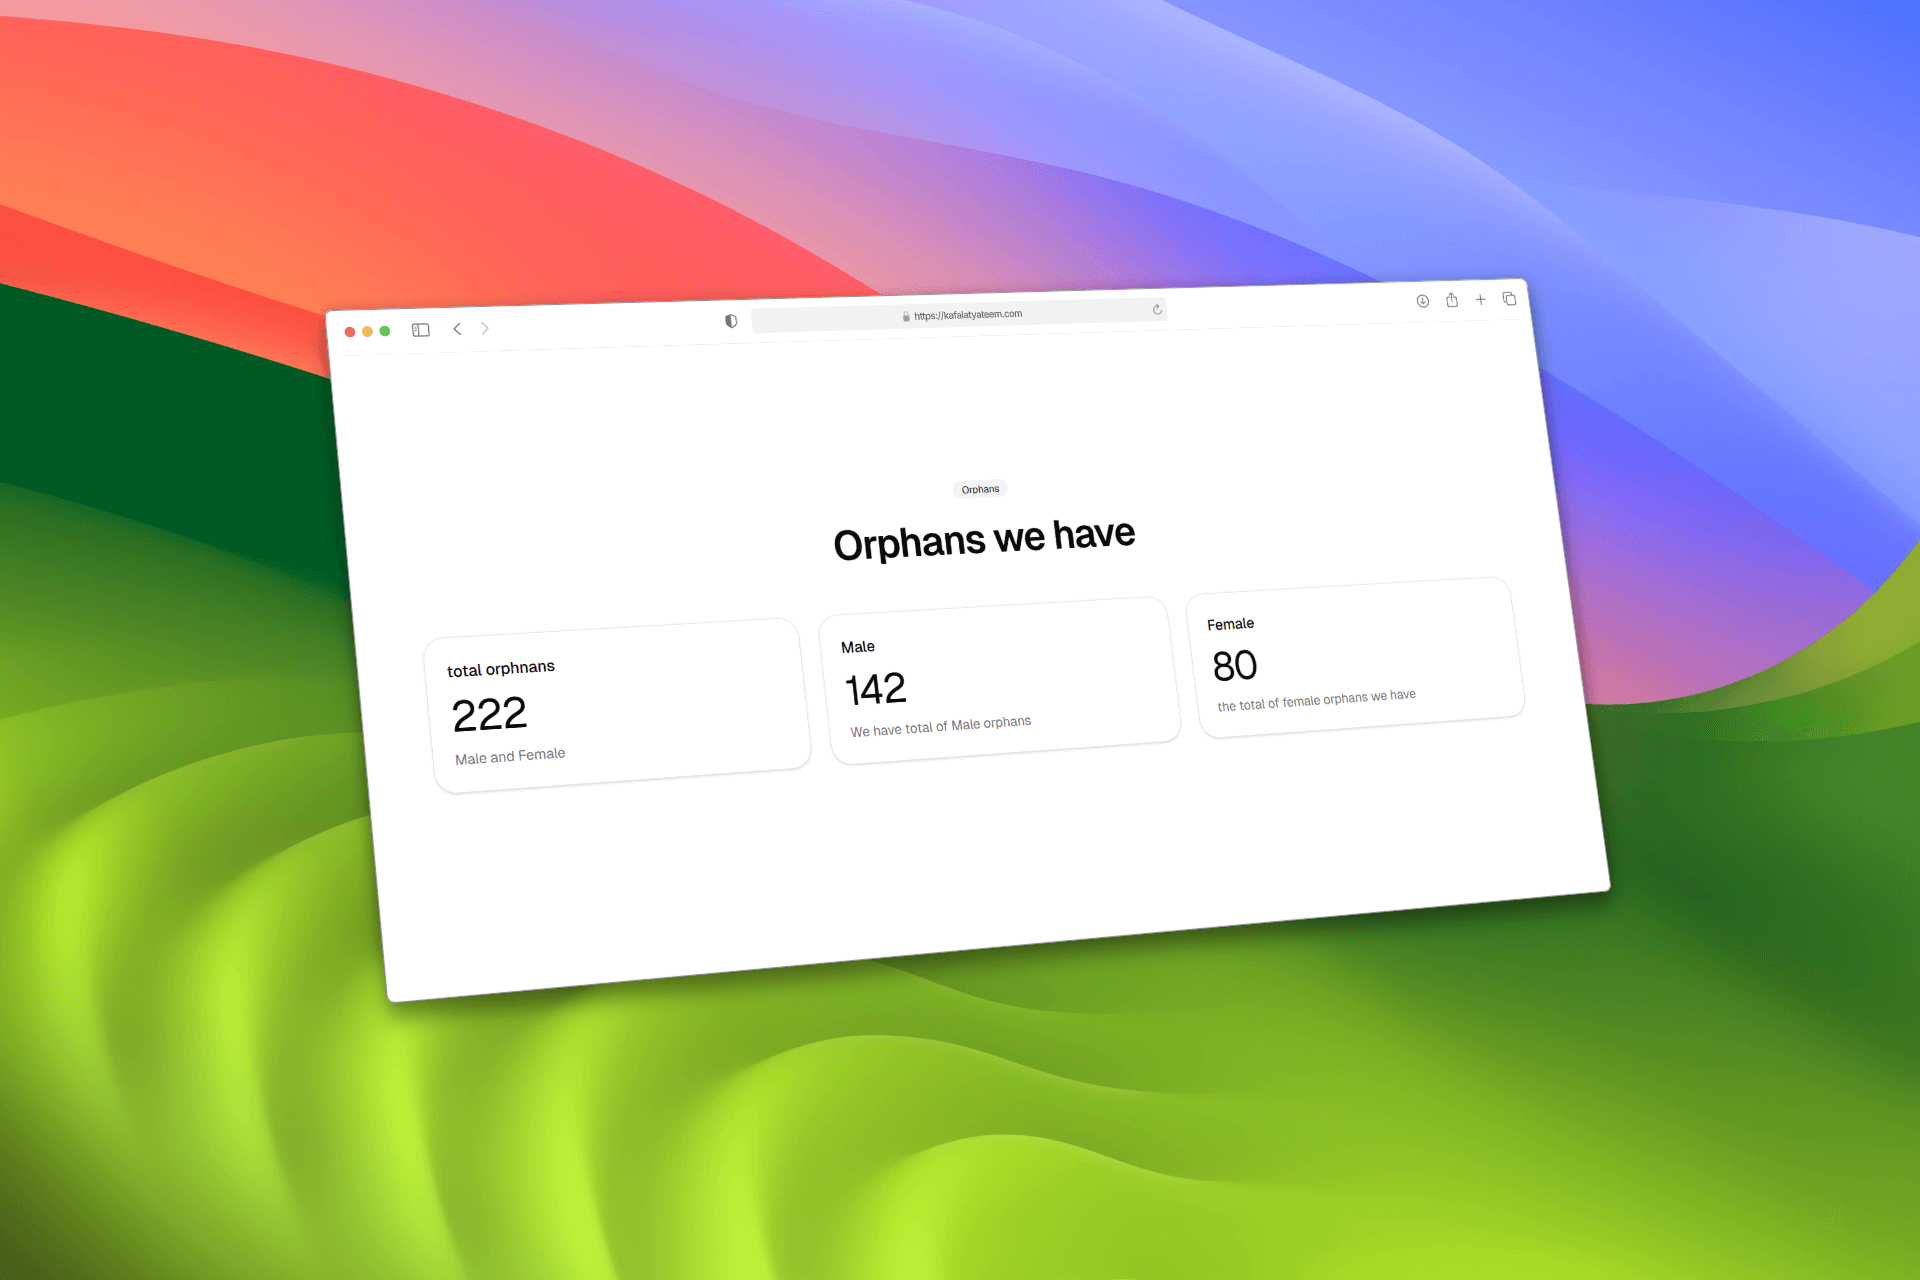 https://kafalatyateem.com
Orphans
Orphans we have
total orphnans
222
Male and Female
Male
142
We have total of Male orphans
Female
80
the total of female orphans we have